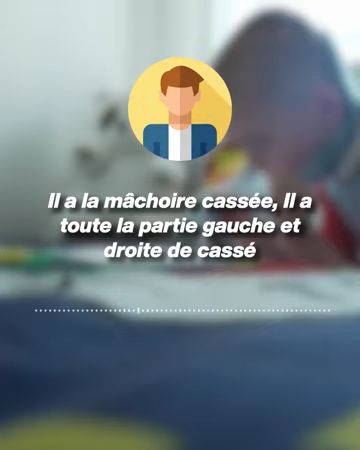 Il a la mâchoire cassée, Il a
toute la partie gauche et
droite de cassé